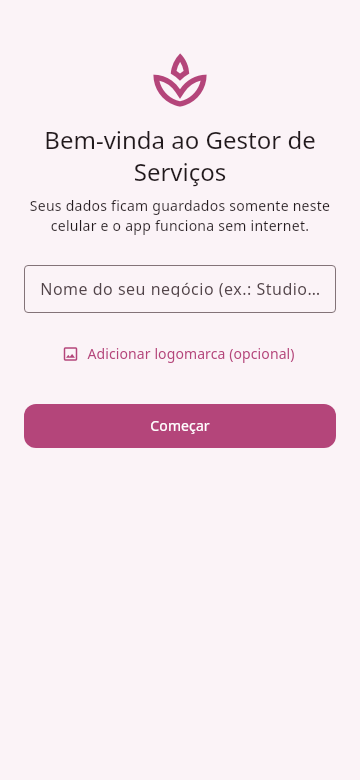 Bem-vinda ao Gestor de
Serviços
Seus dados ficam guardados somente neste
celular e o app funciona sem internet.
Nome do seu negócio (ex.: Studio…
Adicionar logomarca (opcional)
Começar